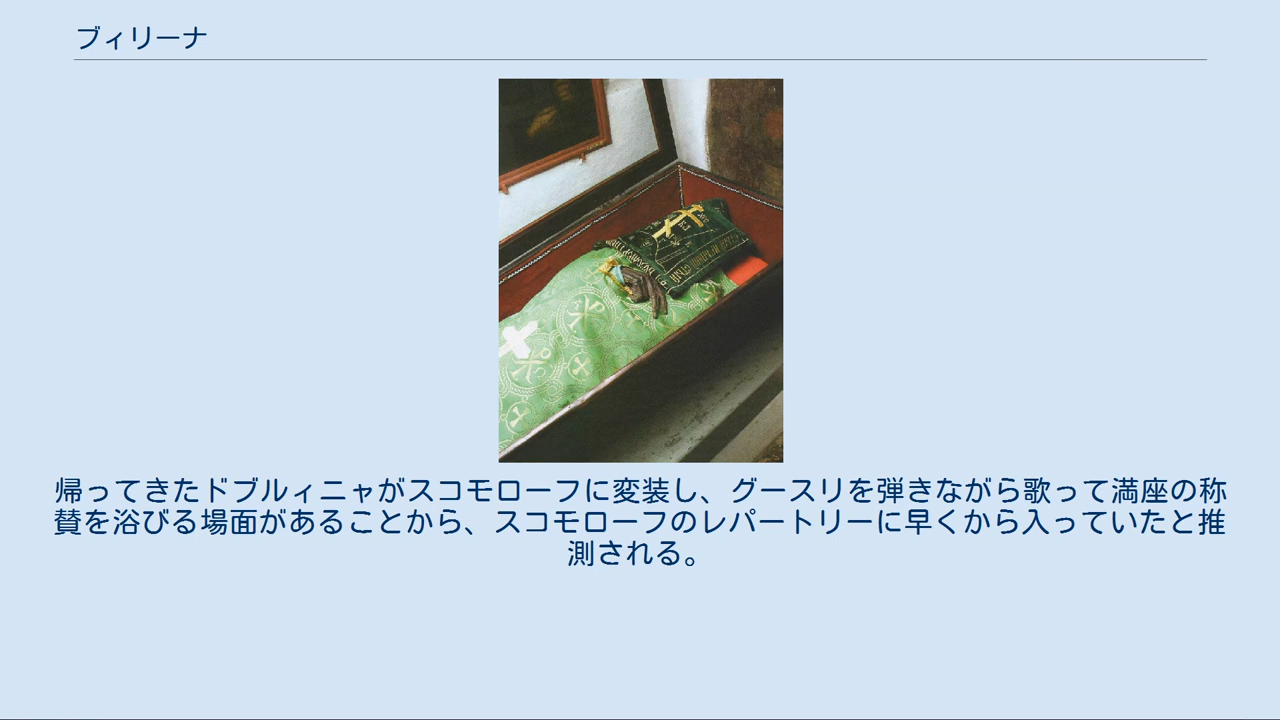 ブィリーナ
帰ってきたドブルィニャがスコモローフに変装し、グースリを弾きながら歌って満座の称
賛を浴びる場面があることから、スコモローフのレパートリーに早くから入っていたと推
測される。